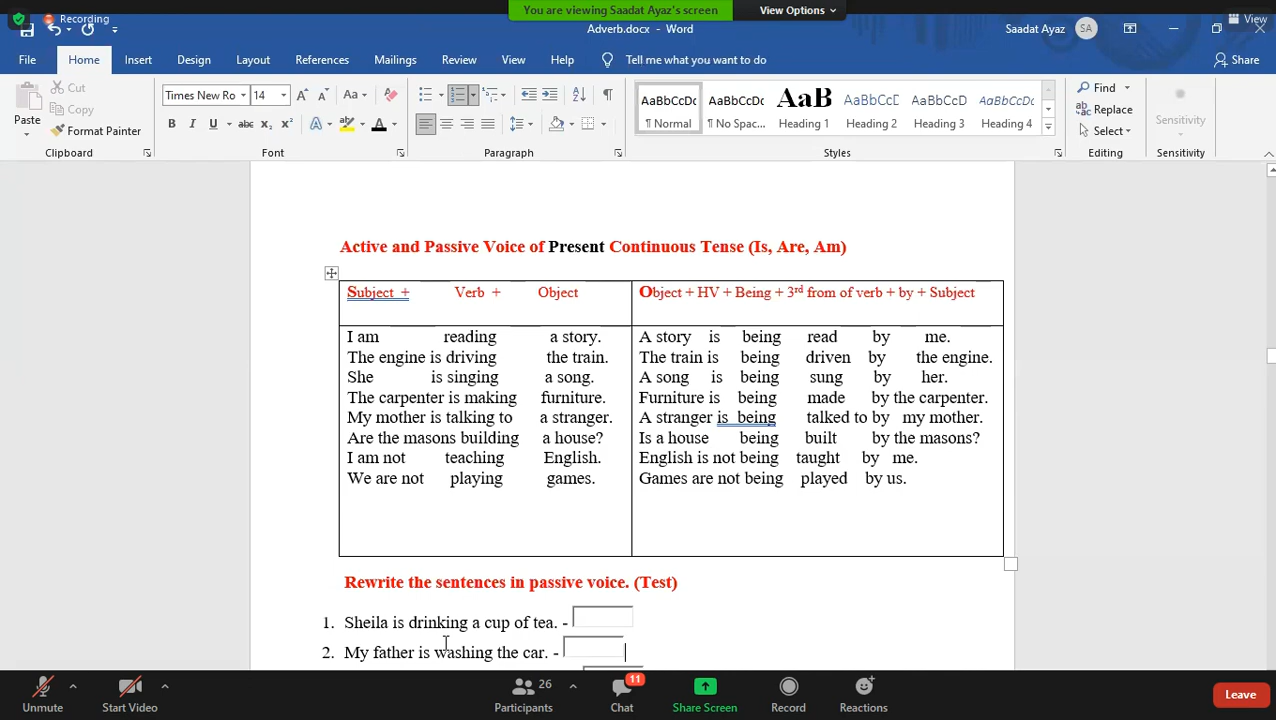 Recording
You are viewing Saadat Ayaz's screen
View Options
View
Adverb.docx - Word
Saadat Ayaz
SA
File
Home
Insert
Design
Layout
References
Mailings
Review
View
Help
Tell me what you want to do
Share
Paste
Cut
Copy
Format Painter
Clipboard
Times New Ro
14
Aa
B I U abc x₂ x²
A
Font
Paragraph
AaBbCcDc
¶ Normal
AaBbCcDc
¶ No Spac...
AaB
Heading 1
AaBbCcDc
Heading 2
AaBbCcDc
Heading 3
AaBbCcDc
Heading 4
Styles
Find
Replace
Select
Editing
Sensitivity
Sensitivity
Active and Passive Voice of Present Continuous Tense (Is, Are, Am)
Subject + Verb + Object
Object + HV + Being + 3rd from of verb + by + Subject
I am reading a story.
A story is being read by me.
The engine is driving the train.
The train is being driven by the engine.
She is singing a song.
A song is being sung by her.
The carpenter is making furniture.
Furniture is being made by the carpenter.
My mother is talking to a stranger.
A stranger is being talked to by my mother.
Are the masons building a house?
Is a house being built by the masons?
I am not teaching English.
English is not being taught by me.
We are not playing games.
Games are not being played by us.
Rewrite the sentences in passive voice. (Test)
1. Sheila is drinking a cup of tea. -
2. My father is washing the car. -
Unmute
Start Video
26
Participants
11
Chat
Share Screen
Record
Reactions
Leave